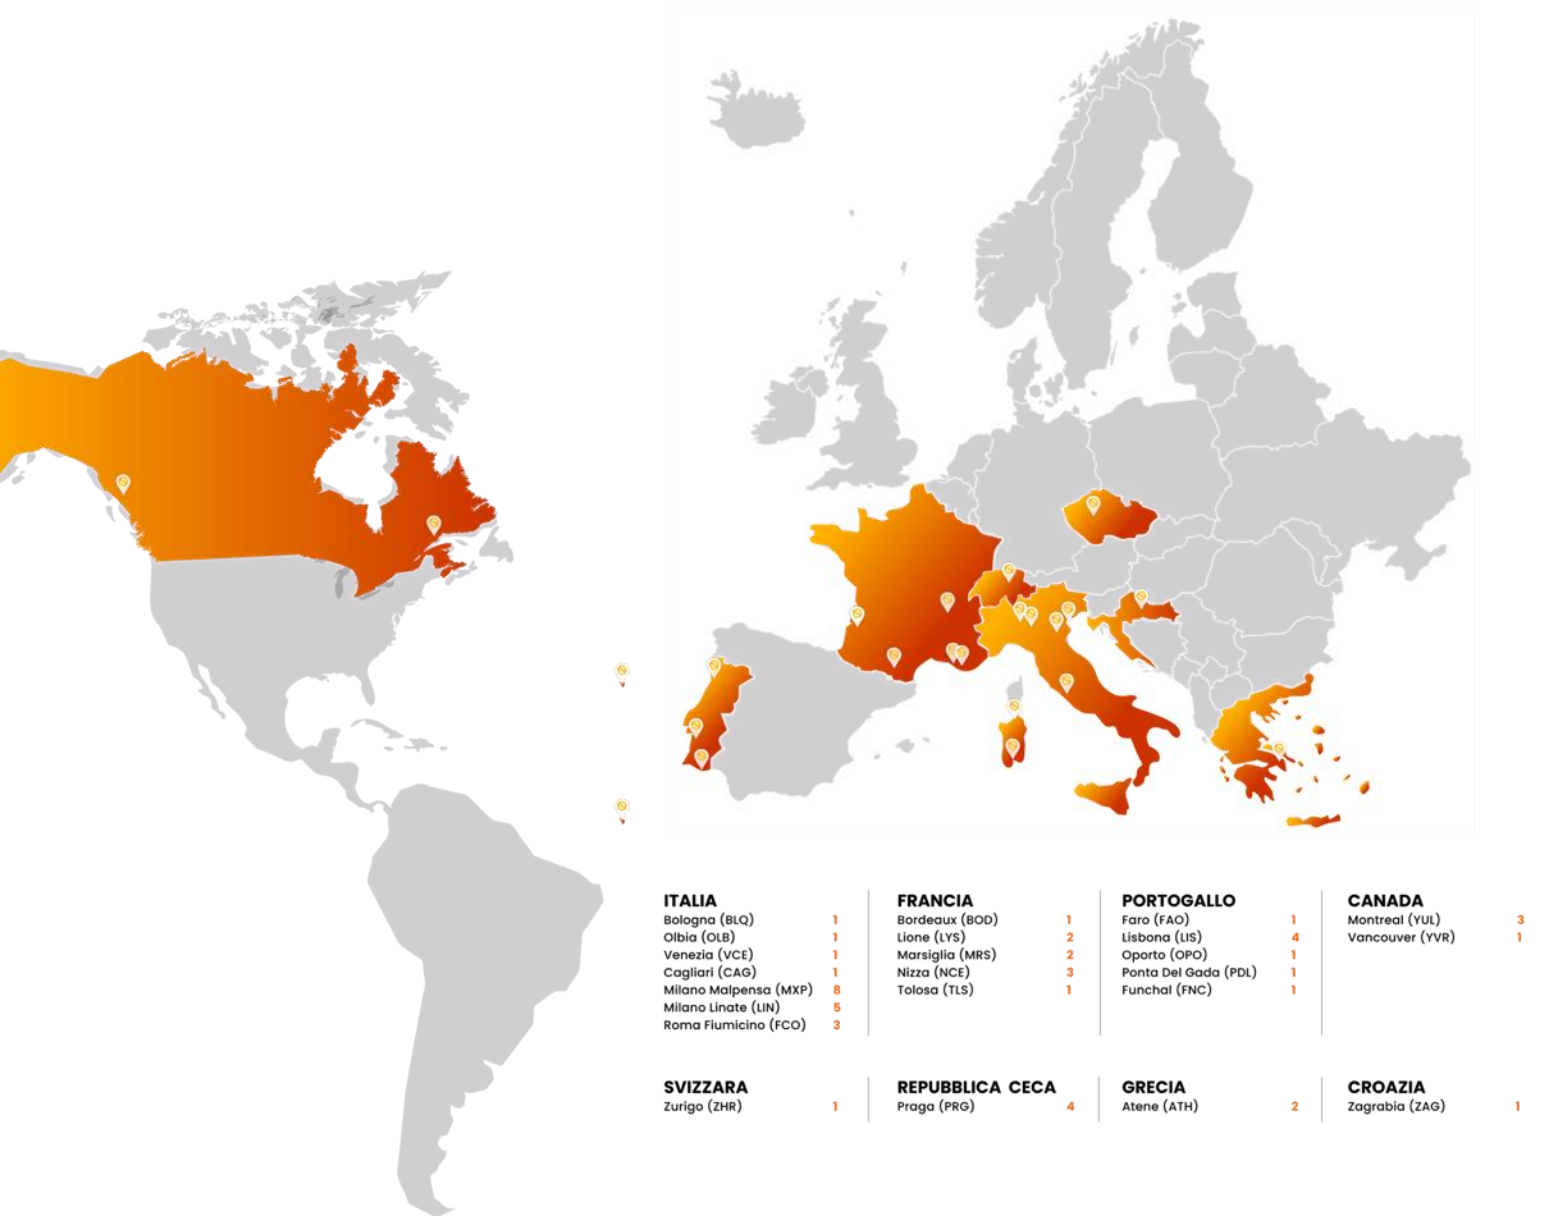 ITALIA
Bologna (BLQ) 1
Olbia (OLB) 1
Venezia (VCE) 1
Cagliari (CAG) 1
Milano Malpensa (MXP) 8
Milano Linate (LIN) 5
Roma Fiumicino (FCO) 3
FRANCIA
Bordeaux (BOD) 1
Lione (LYS) 2
Marsiglia (MRS) 2
Nizza (NCE) 3
Tolosa (TLS) 1
PORTOGALLO
Faro (FAO) 1
Lisbona (LIS) 4
Oporto (OPO) 1
Ponta Del Gada (PDL) 1
Funchal (FNC) 1
CANADA
Montreal (YUL) 3
Vancouver (YVR) 1
SVIZZARA
Zurigo (ZHR) 1
REPUBBLICA CECA
Praga (PRG) 4
GRECIA
Atene (ATH) 2
CROAZIA
Zagrabia (ZAG) 1